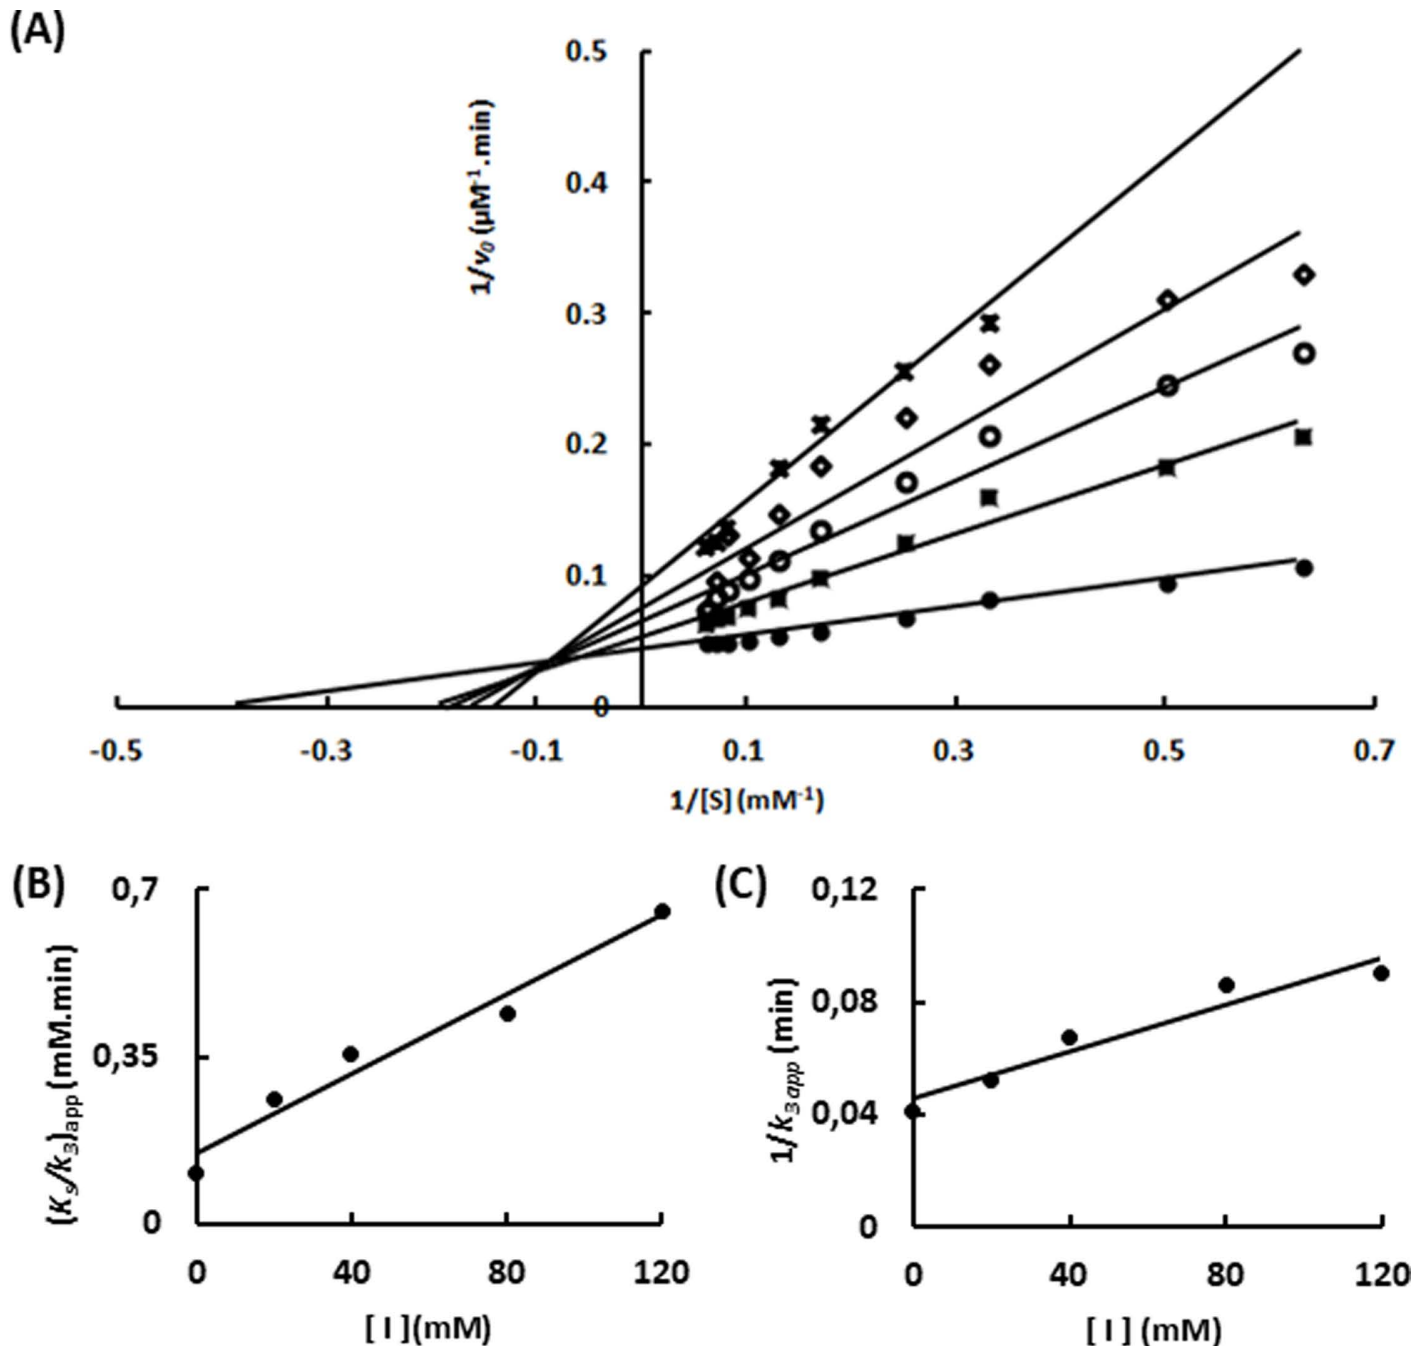 (A)
0.5
0.4
0.3
0.2
0.1
0
1/v0 (µM-1.min)
-0.5 -0.3 -0.1 0.1 0.3 0.5 0.7
1/[S] (mM-1)
(B)
0,7
0,35
0
(Ks/k3)app (mM.min)
0 40 80 120
[ I ](mM)
(C)
0,12
0,08
0,04
0
1/k3 app (min)
0 40 80 120
[ I ] (mM)